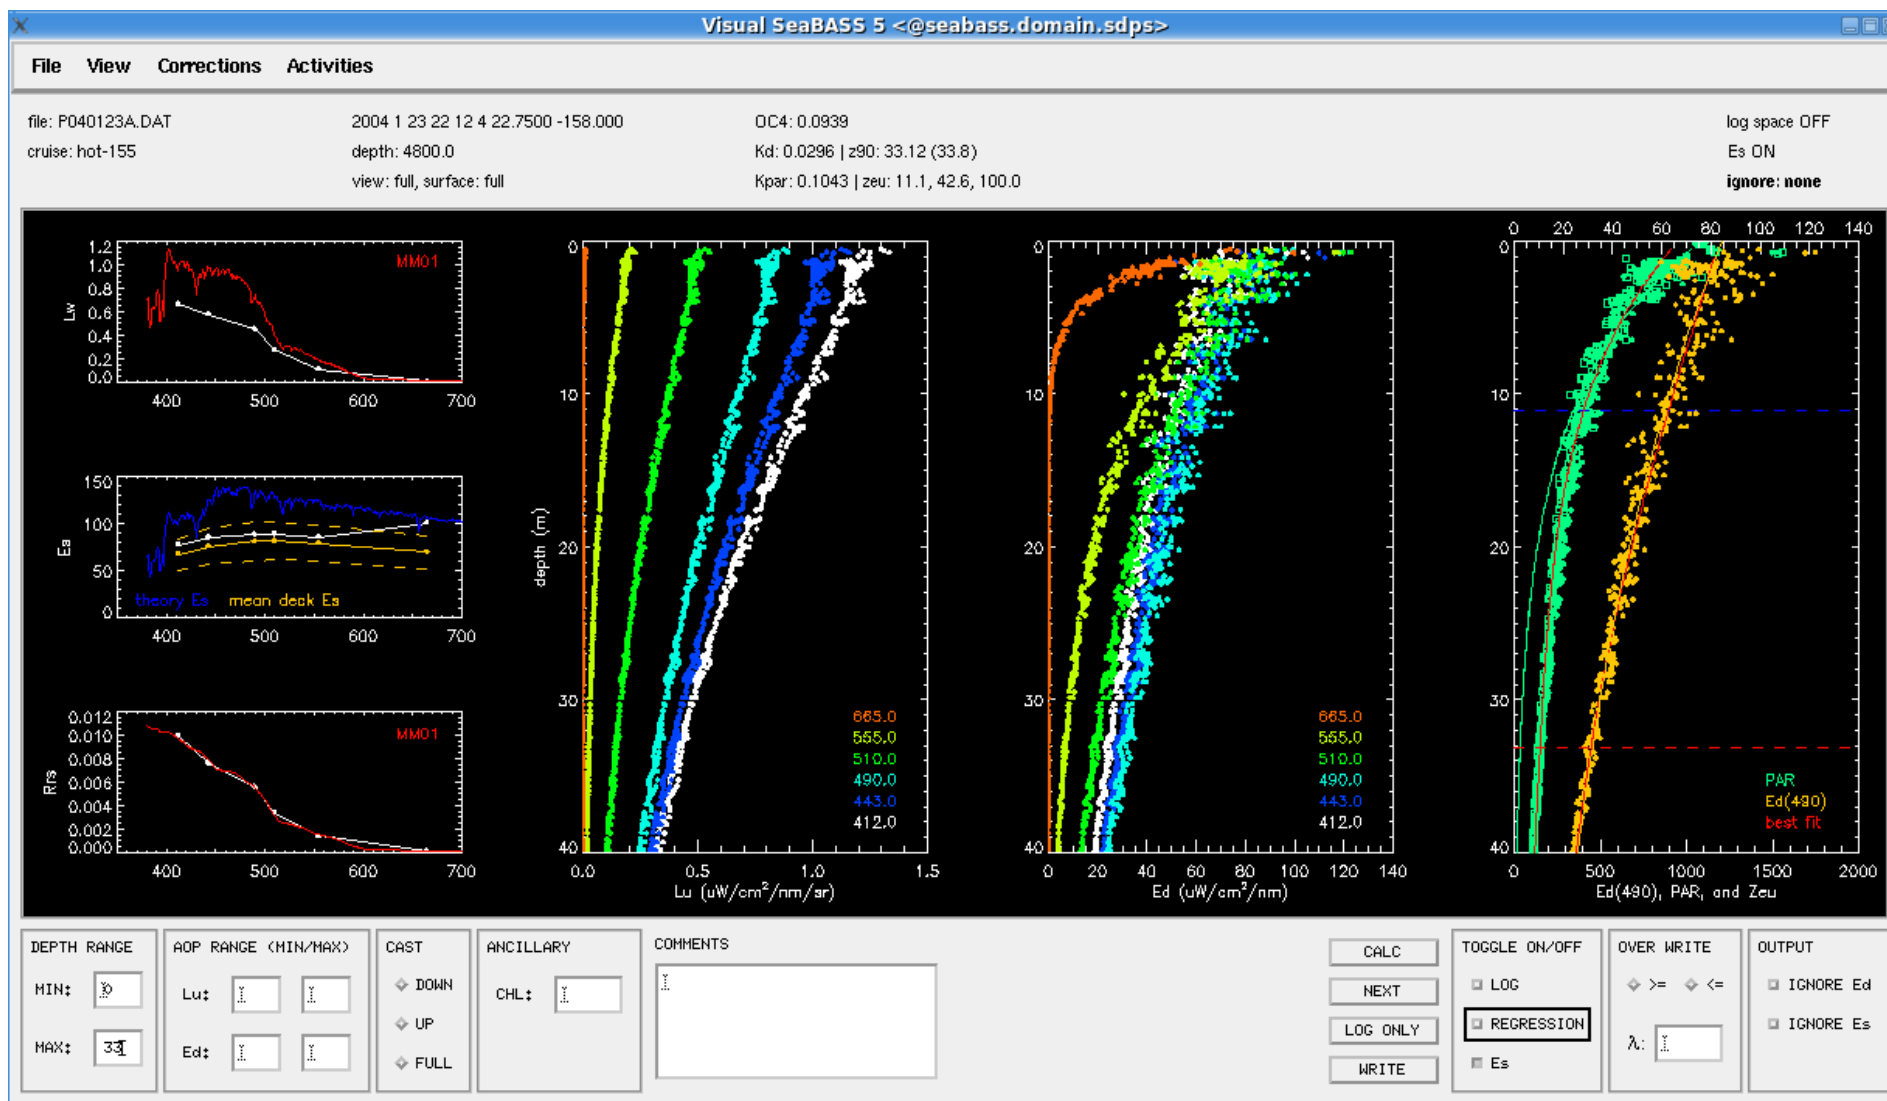 Visual SeaBASS 5 <@seabass.domain.sdps>
File View Corrections Activities
file: P040123A.DAT
cruise: hot-155
2004 1 23 22 12 4 22.7500 -158.000
depth: 4800.0
view: full, surface: full
OC4: 0.0939
Kd: 0.0296 | z90: 33.12 (33.8)
Kpar: 0.1043 | zeu: 11.1, 42.6, 100.0
log space OFF
Es ON
ignore: none
Lw
1.2
1.0
0.8
0.6
0.4
0.2
0.0
MM01
400 500 600 700
Es
150
100
50
0
theory Es mean deck Es
400 500 600 700
Rrs
0.012
0.010
0.008
0.006
0.004
0.002
0.000
MM01
400 500 600 700
depth (m)
0
10
20
30
40
665.0
555.0
510.0
490.0
443.0
412.0
0.0 0.5 1.0 1.5
Lu (uW/cm²/nm/sr)
0
10
20
30
40
665.0
555.0
510.0
490.0
443.0
412.0
0 20 40 60 80 100 120 140
Ed (uW/cm²/nm)
0 20 40 60 80 100 120 140
0
10
20
30
40
PAR
Ed(490)
best fit
0 500 1000 1500 2000
Ed(490), PAR, and Zeu
DEPTH RANGE
MIN: 0
MAX: 33
AOP RANGE (MIN/MAX)
Lu:
Ed:
CAST
DOWN
UP
FULL
ANCILLARY
CHL:
COMMENTS
CALC
NEXT
LOG ONLY
WRITE
TOGGLE ON/OFF
LOG
REGRESSION
Es
OVER WRITE
>= <=
λ:
OUTPUT
IGNORE Ed
IGNORE Es